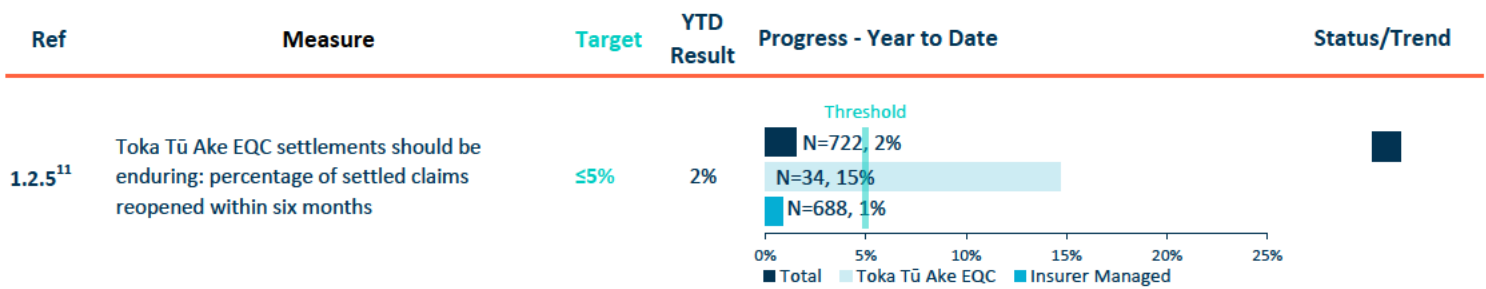 Ref Measure Target YTD Result Progress - Year to Date Status/Trend
Threshold
1.2.5¹¹
Toka Tū Ake EQC settlements should be
enduring: percentage of settled claims
reopened within six months
≤5%
2%
N=722, 2%
N=34, 15%
N=688, 1%
0% 5% 10% 15% 20% 25%
Total Toka Tū Ake EQC Insurer Managed